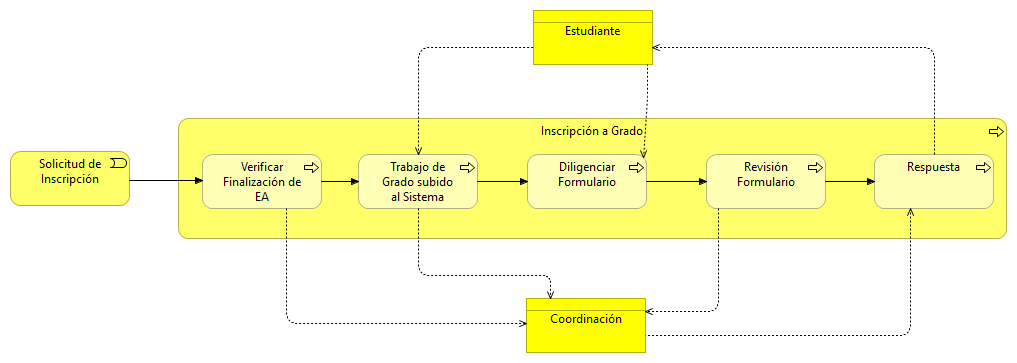 Estudiante
Inscripción a Grado
Solicitud de
Inscripción
Verificar
Finalización de
EA
Trabajo de
Grado subido
al Sistema
Diligenciar
Formulario
Revisión
Formulario
Respuesta
Coordinación